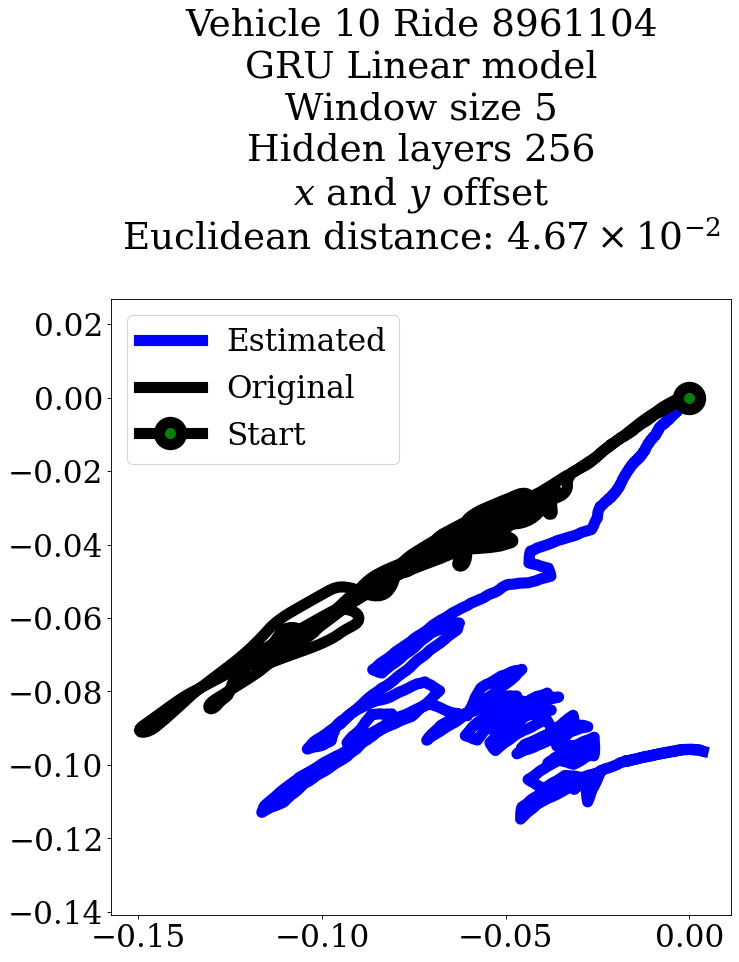 Vehicle 10 Ride 8961104
GRU Linear model
Window size 5
Hidden layers 256
x and y offset
Euclidean distance: 4.67 × 10⁻²
Estimated
Original
Start
0.02
0.00
−0.02
−0.04
−0.06
−0.08
−0.10
−0.12
−0.14
−0.15 −0.10 −0.05 0.00